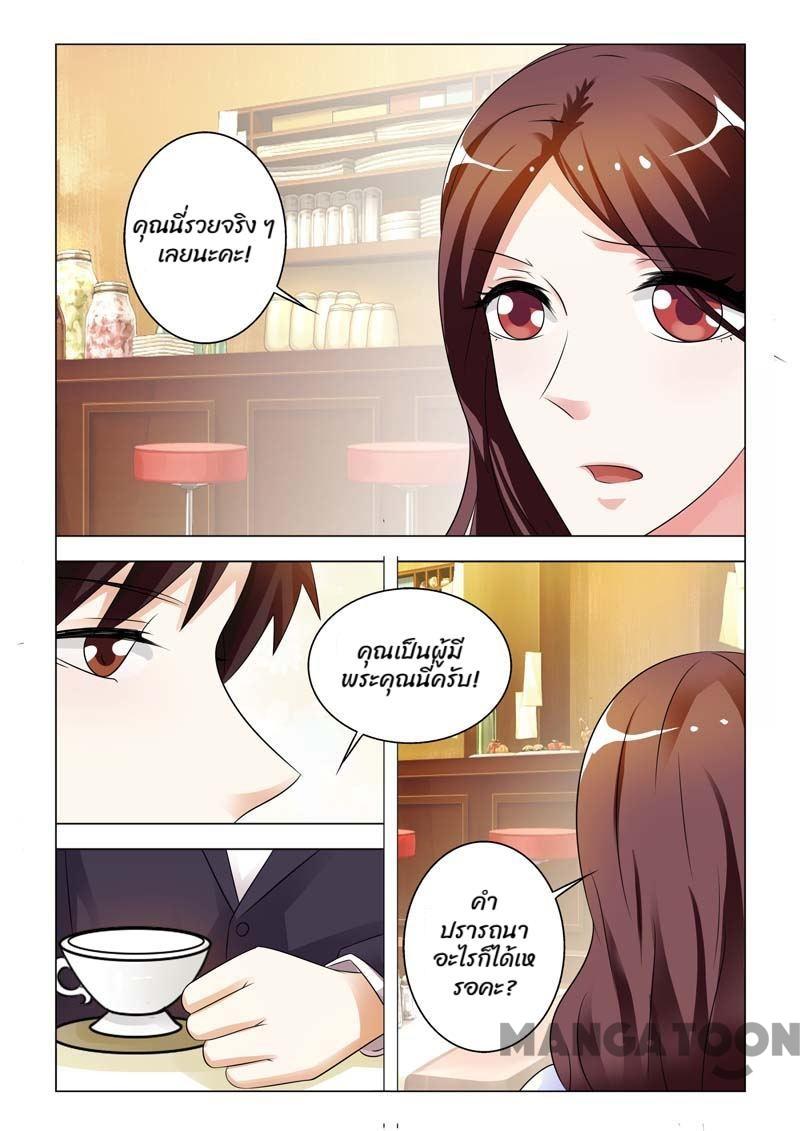 คุณนี่รวยจริง ๆ
เลยนะคะ!
คุณเป็นผู้มี
พระคุณนี่ครับ!
คำ
ปรารถนา
อะไรก็ได้เห
รอคะ?
MANGATOON